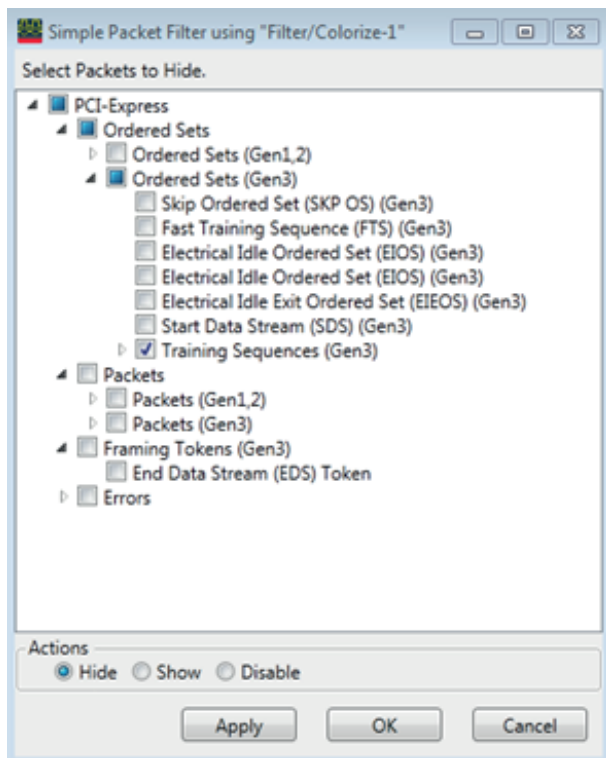 Simple Packet Filter using "Filter/Colorize-1"
Select Packets to Hide.
PCI-Express
Ordered Sets
Ordered Sets (Gen1,2)
Ordered Sets (Gen3)
Skip Ordered Set (SKP OS) (Gen3)
Fast Training Sequence (FTS) (Gen3)
Electrical Idle Ordered Set (EIOS) (Gen3)
Electrical Idle Ordered Set (EIOS) (Gen3)
Electrical Idle Exit Ordered Set (EIEOS) (Gen3)
Start Data Stream (SDS) (Gen3)
Training Sequences (Gen3)
Packets
Packets (Gen1,2)
Packets (Gen3)
Framing Tokens (Gen3)
End Data Stream (EDS) Token
Errors
Actions
Hide Show Disable
Apply OK Cancel